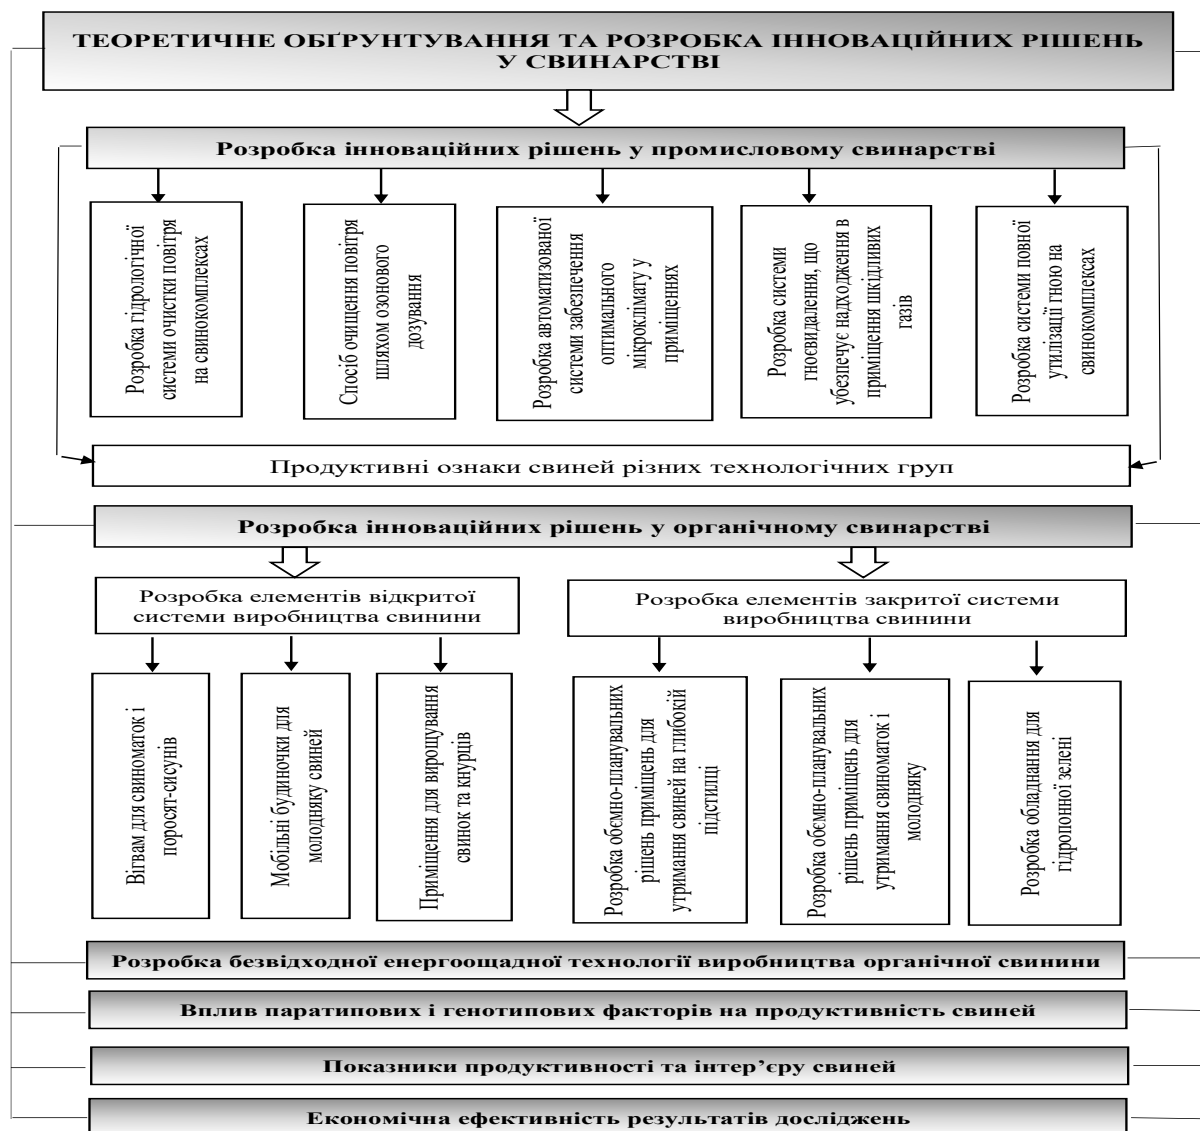 ТЕОРЕТИЧНЕ ОБҐРУНТУВАННЯ ТА РОЗРОБКА ІННОВАЦІЙНИХ РІШЕНЬ
У СВИНАРСТВІ
Розробка інноваційних рішень у промисловому свинарстві
Розробка гідрологічної
системи очистки повітря
на свинокомплексах
Спосіб очищення повітря
шляхом озонового
дозування
Розробка автоматизованої
системи забезпечення
оптимального
мікроклімату у
приміщеннях
Розробка системи
гноєвидалення, що
убезпечує надходження в
приміщення шкідливих
газів
Розробка системи повної
утилізації гною на
свинокомплексах
Продуктивні ознаки свиней різних технологічних груп
Розробка інноваційних рішень у органічному свинарстві
Розробка елементів відкритої
системи виробництва свинини
Розробка елементів закритої системи
виробництва свинини
Вігвам для свиноматок і
поросят-сисунів
Мобільні будиночки для
молодняку свиней
Приміщення для вирощування
свинок та кнурців
Розробка обємно-планувальних
рішень приміщень для
утримання свиней на глибокій
підстилці
Розробка обємно-планувальних
рішень приміщень для
утримання свиноматок і
молодняку
Розробка обладнання для
гідропонної зелені
Розробка безвідходної енергоощадної технології виробництва органічної свинини
Вплив паратипових і генотипових факторів на продуктивність свиней
Показники продуктивності та інтер’єру свиней
Економічна ефективність результатів досліджень